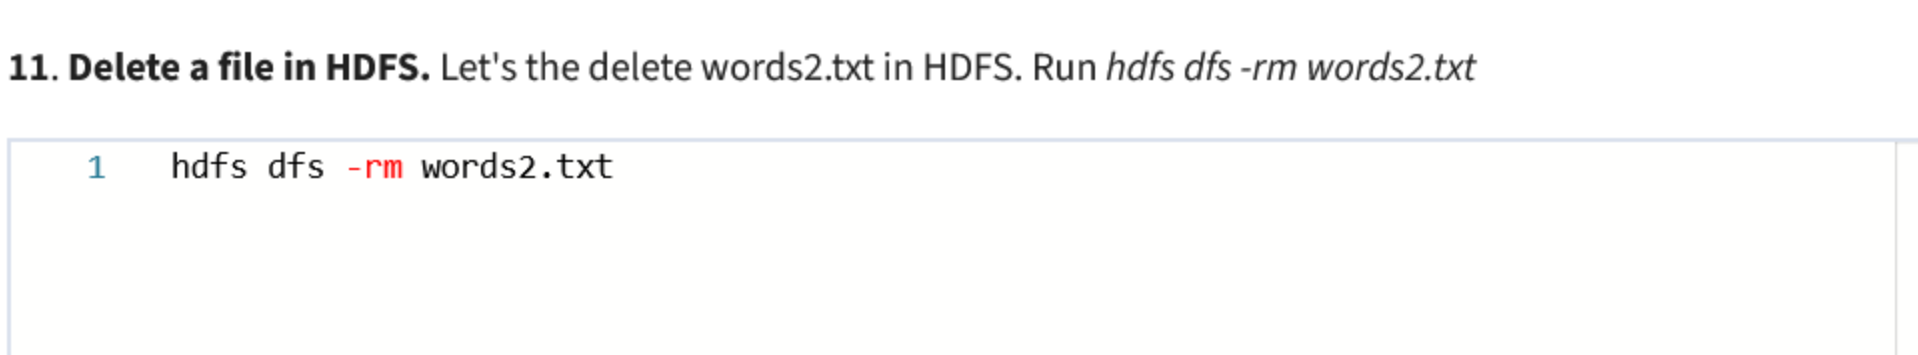 11. Delete a file in HDFS. Let's the delete words2.txt in HDFS. Run hdfs dfs -rm words2.txt
1 hdfs dfs -rm words2.txt